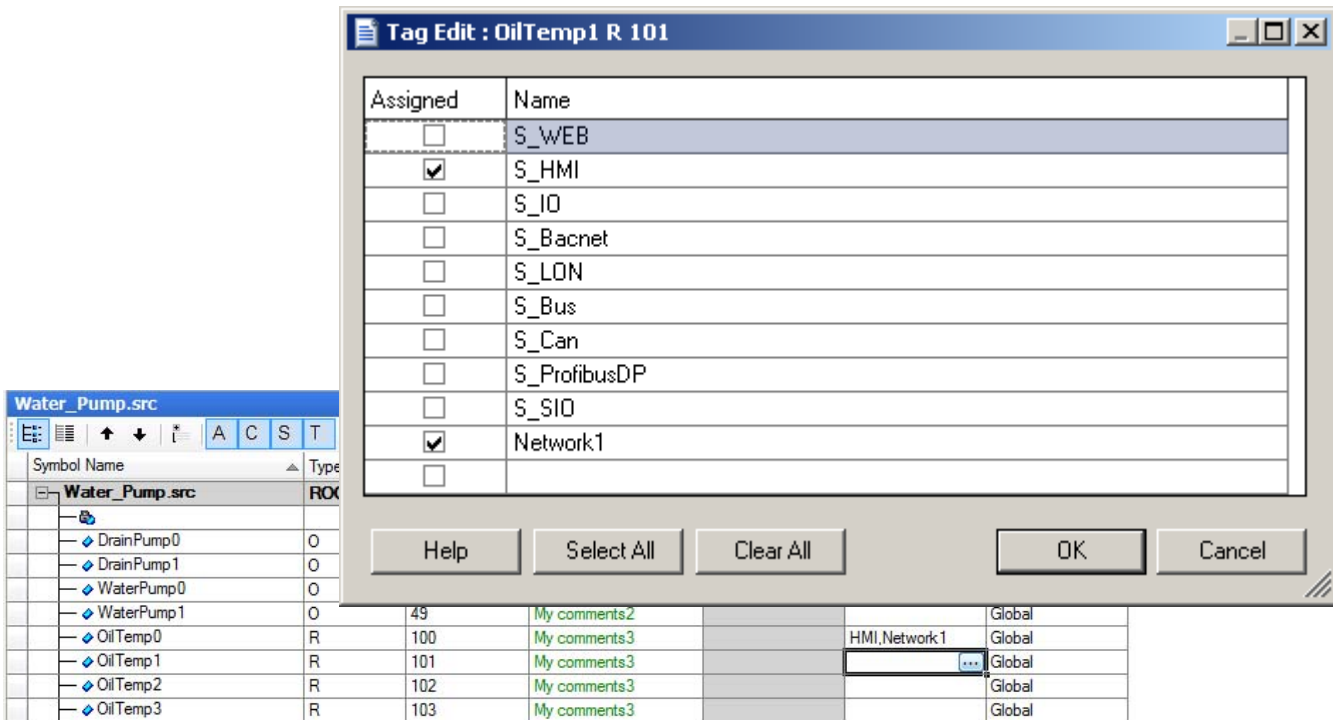 Tag Edit : OilTemp1 R 101
Assigned Name
S_WEB
S_HMI
S_IO
S_Bacnet
S_LON
S_Bus
S_Can
S_ProfibusDP
S_SIO
Network1
Help Select All Clear All OK Cancel
Water_Pump.src
A C S T
Symbol Name Type
Water_Pump.src ROO
DrainPump0 O
DrainPump1 O
WaterPump0 O
WaterPump1 O 49 My comments2 Global
OilTemp0 R 100 My comments3 HMI,Network1 Global
OilTemp1 R 101 My comments3 ... Global
OilTemp2 R 102 My comments3 Global
OilTemp3 R 103 My comments3 Global